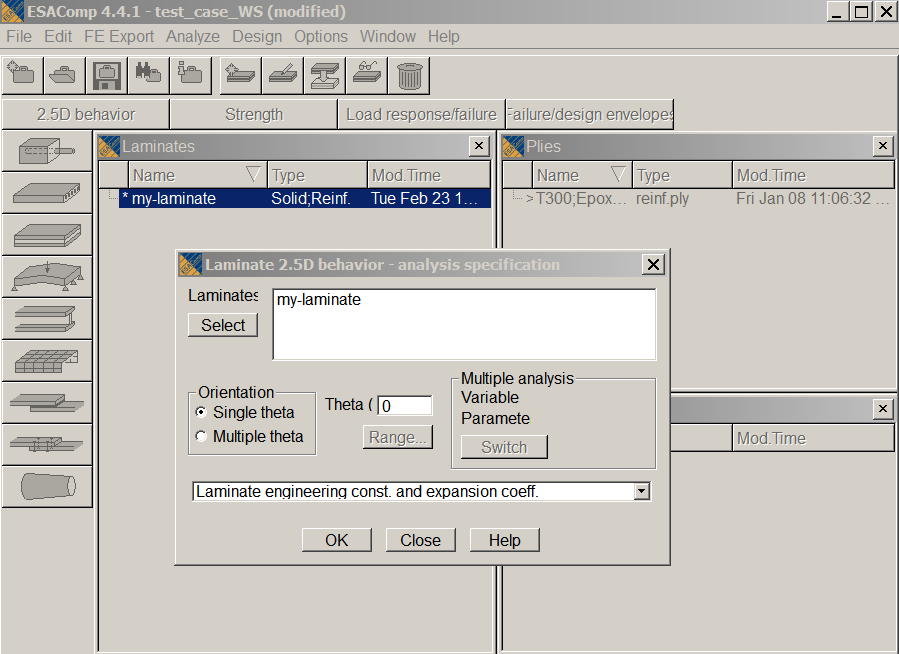 ESAComp 4.4.1 - test_case_WS (modified)
File Edit FE Export Analyze Design Options Window Help
2.5D behavior Strength Load response/failure Failure/design envelopes
Laminates
Name Type Mod.Time
* my-laminate Solid;Reinf. Tue Feb 23 1...
Plies
Name Type Mod.Time
> T300;Epox... reinf.ply Fri Jan 08 11:06:32 ...
Mod.Time
Laminate 2.5D behavior - analysis specification
Laminates
my-laminate
Select
Orientation
Single theta
Multiple theta
Theta ( 0
Range...
Multiple analysis
Variable
Paramete
Switch
Laminate engineering const. and expansion coeff.
OK Close Help